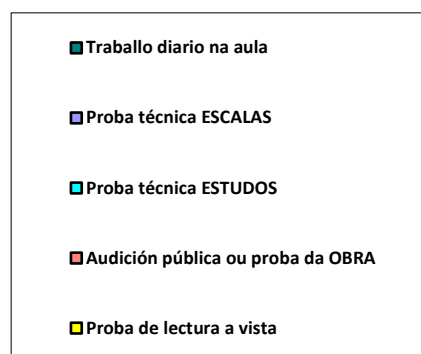 Traballo diario na aula
Proba técnica ESCALAS
Proba técnica ESTUDOS
Audición pública ou proba da OBRA
Proba de lectura a vista